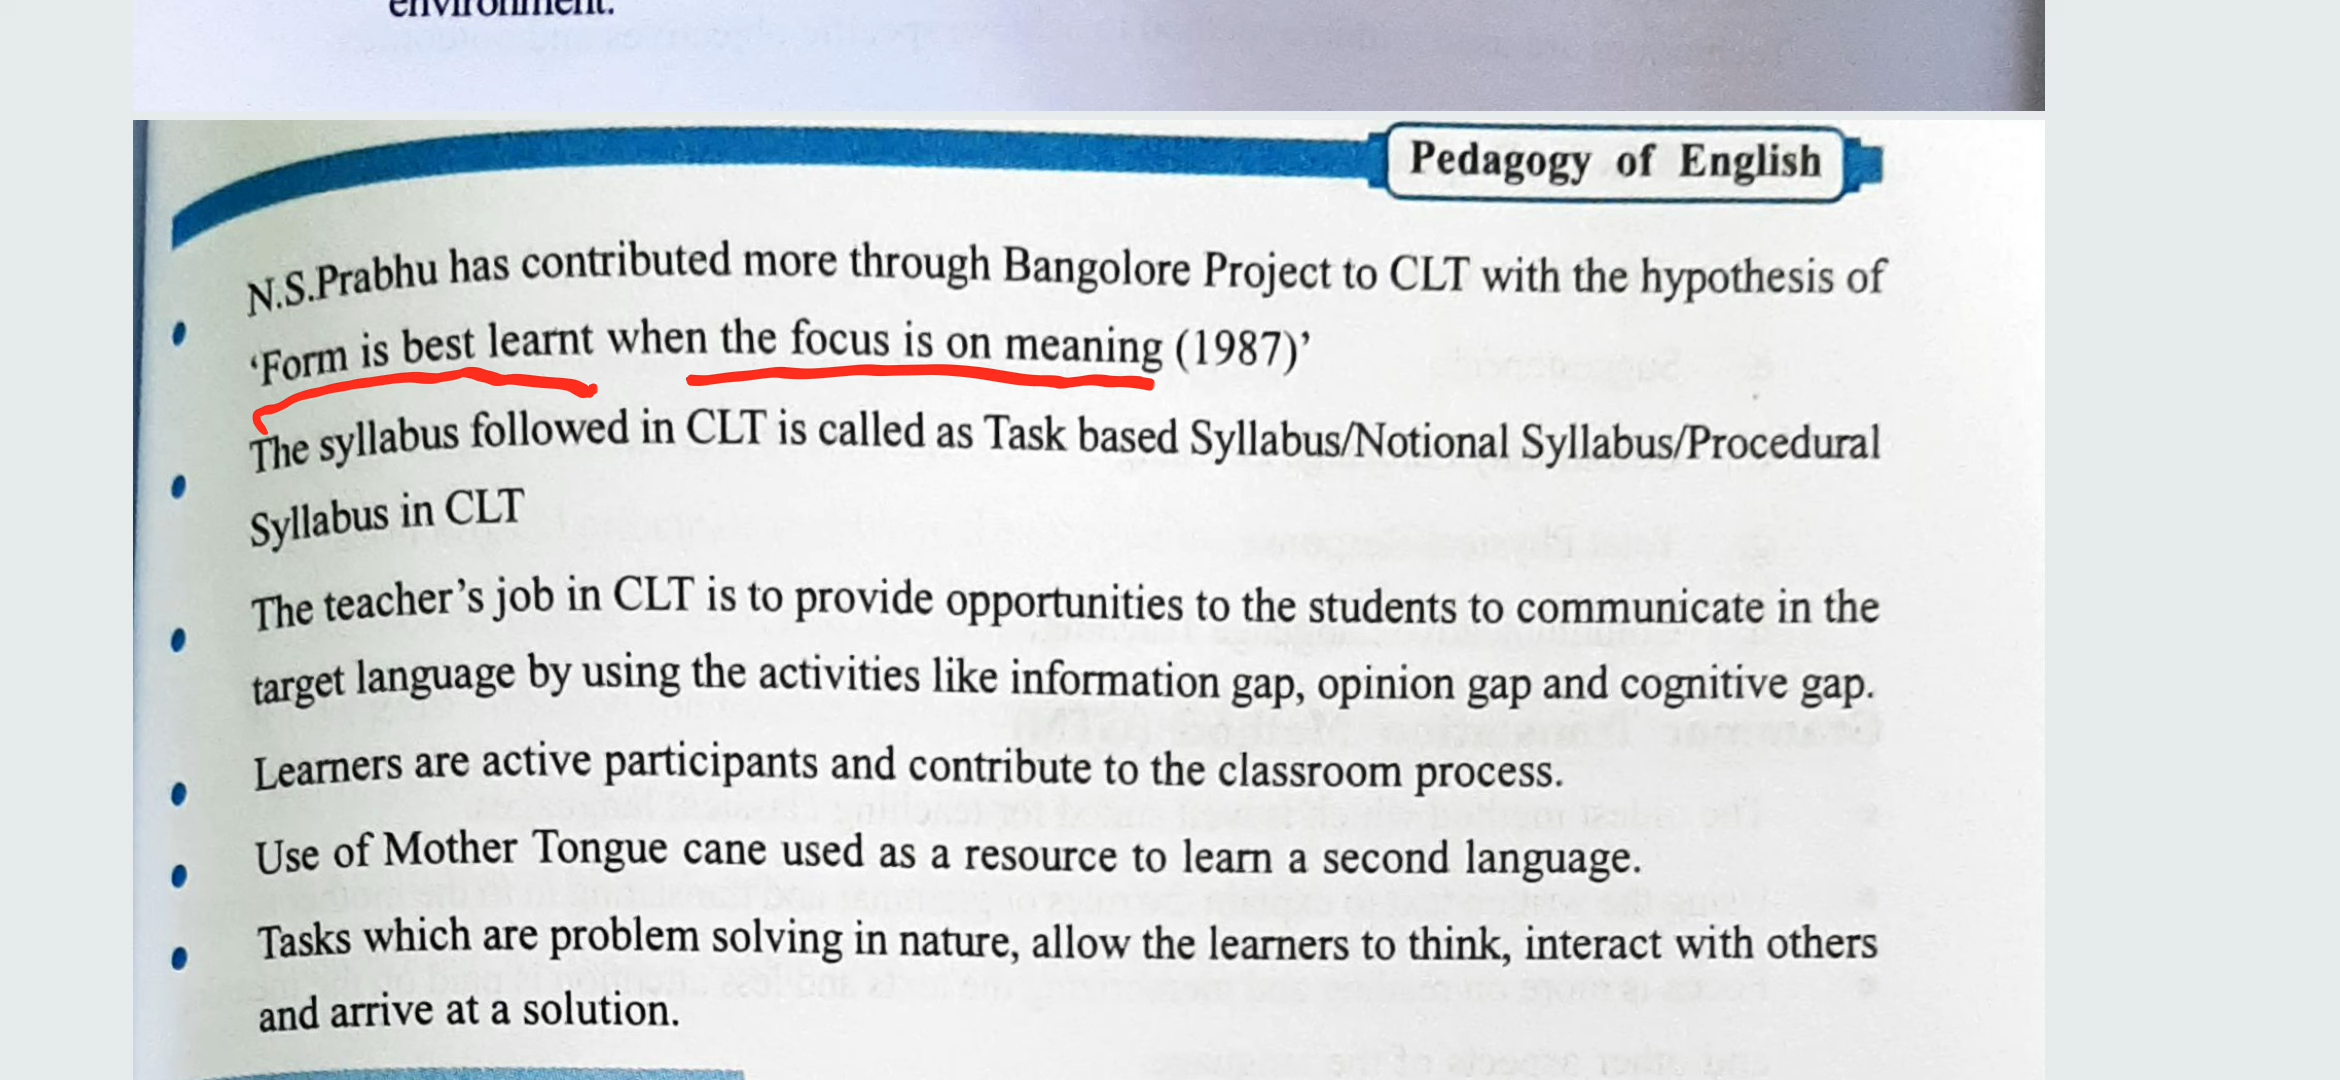 environment.
Pedagogy of English
• N.S.Prabhu has contributed more through Bangolore Project to CLT with the hypothesis of
‘Form is best learnt when the focus is on meaning (1987)’
• The syllabus followed in CLT is called as Task based Syllabus/Notional Syllabus/Procedural
Syllabus in CLT
• The teacher’s job in CLT is to provide opportunities to the students to communicate in the
target language by using the activities like information gap, opinion gap and cognitive gap.
• Learners are active participants and contribute to the classroom process.
• Use of Mother Tongue cane used as a resource to learn a second language.
• Tasks which are problem solving in nature, allow the learners to think, interact with others
and arrive at a solution.